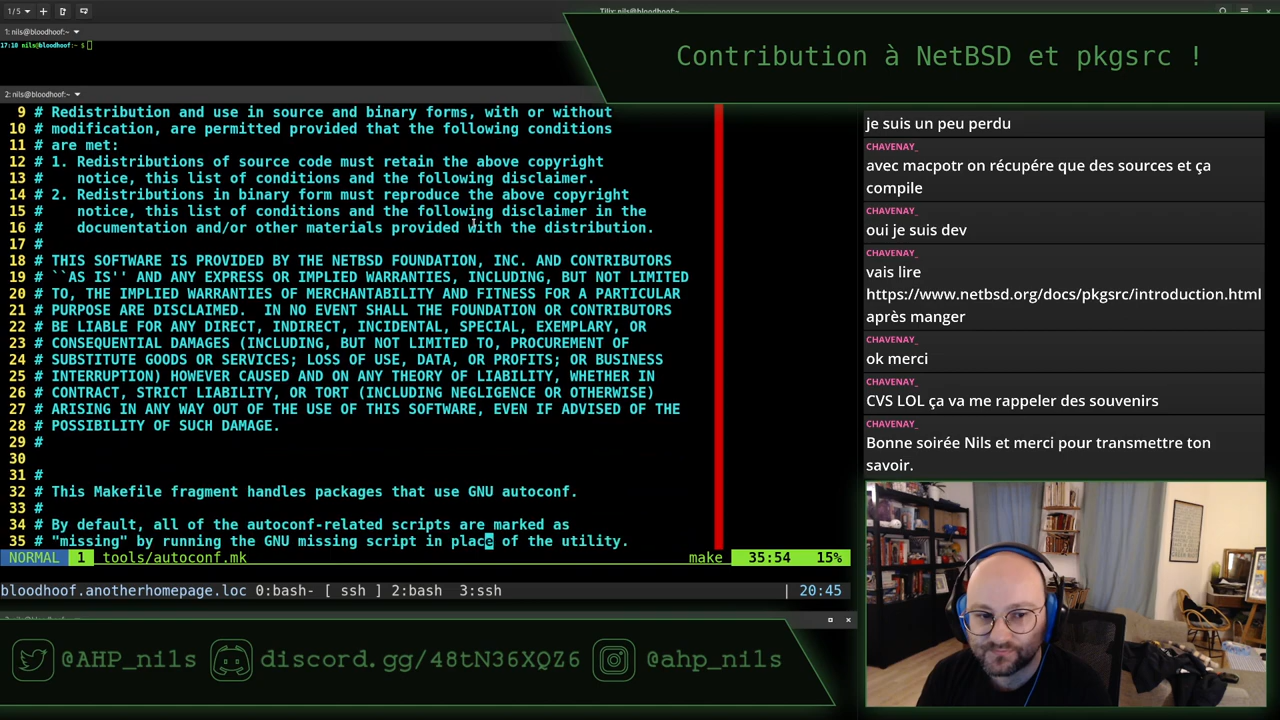 1/5
Tilix: nils@bloodhoof:~
1: nils@bloodhoof:~
17:10 nils@bloodhoof:~ $
Contribution à NetBSD et pkgsrc !
2: nils@bloodhoof:~
9 # Redistribution and use in source and binary forms, with or without
10 # modification, are permitted provided that the following conditions
11 # are met:
12 # 1. Redistributions of source code must retain the above copyright
13 #    notice, this list of conditions and the following disclaimer.
14 # 2. Redistributions in binary form must reproduce the above copyright
15 #    notice, this list of conditions and the following disclaimer in the
16 #    documentation and/or other materials provided with the distribution.
17 #
18 # THIS SOFTWARE IS PROVIDED BY THE NETBSD FOUNDATION, INC. AND CONTRIBUTORS
19 # ``AS IS'' AND ANY EXPRESS OR IMPLIED WARRANTIES, INCLUDING, BUT NOT LIMITED
20 # TO, THE IMPLIED WARRANTIES OF MERCHANTABILITY AND FITNESS FOR A PARTICULAR
21 # PURPOSE ARE DISCLAIMED.  IN NO EVENT SHALL THE FOUNDATION OR CONTRIBUTORS
22 # BE LIABLE FOR ANY DIRECT, INDIRECT, INCIDENTAL, SPECIAL, EXEMPLARY, OR
23 # CONSEQUENTIAL DAMAGES (INCLUDING, BUT NOT LIMITED TO, PROCUREMENT OF
24 # SUBSTITUTE GOODS OR SERVICES; LOSS OF USE, DATA, OR PROFITS; OR BUSINESS
25 # INTERRUPTION) HOWEVER CAUSED AND ON ANY THEORY OF LIABILITY, WHETHER IN
26 # CONTRACT, STRICT LIABILITY, OR TORT (INCLUDING NEGLIGENCE OR OTHERWISE)
27 # ARISING IN ANY WAY OUT OF THE USE OF THIS SOFTWARE, EVEN IF ADVISED OF THE
28 # POSSIBILITY OF SUCH DAMAGE.
29 #
30
31 #
32 # This Makefile fragment handles packages that use GNU autoconf.
33 #
34 # By default, all of the autoconf-related scripts are marked as
35 # "missing" by running the GNU missing script in place of the utility.
NORMAL 1 tools/autoconf.mk make 35:54 15%
bloodhoof.anotherhomepage.loc 0:bash- [ ssh ] 2:bash  3:ssh | 20:45
je suis un peu perdu
CHAVENAY_
avec macpotr on récupére que des sources et ça
compile
CHAVENAY_
oui je suis dev
CHAVENAY_
vais lire
https://www.netbsd.org/docs/pkgsrc/introduction.html
après manger
CHAVENAY_
ok merci
CHAVENAY_
CVS LOL ça va me rappeler des souvenirs
CHAVENAY_
Bonne soirée Nils et merci pour transmettre ton
savoir.
@AHP_nils discord.gg/48tN36XQZ6 @ahp_nils